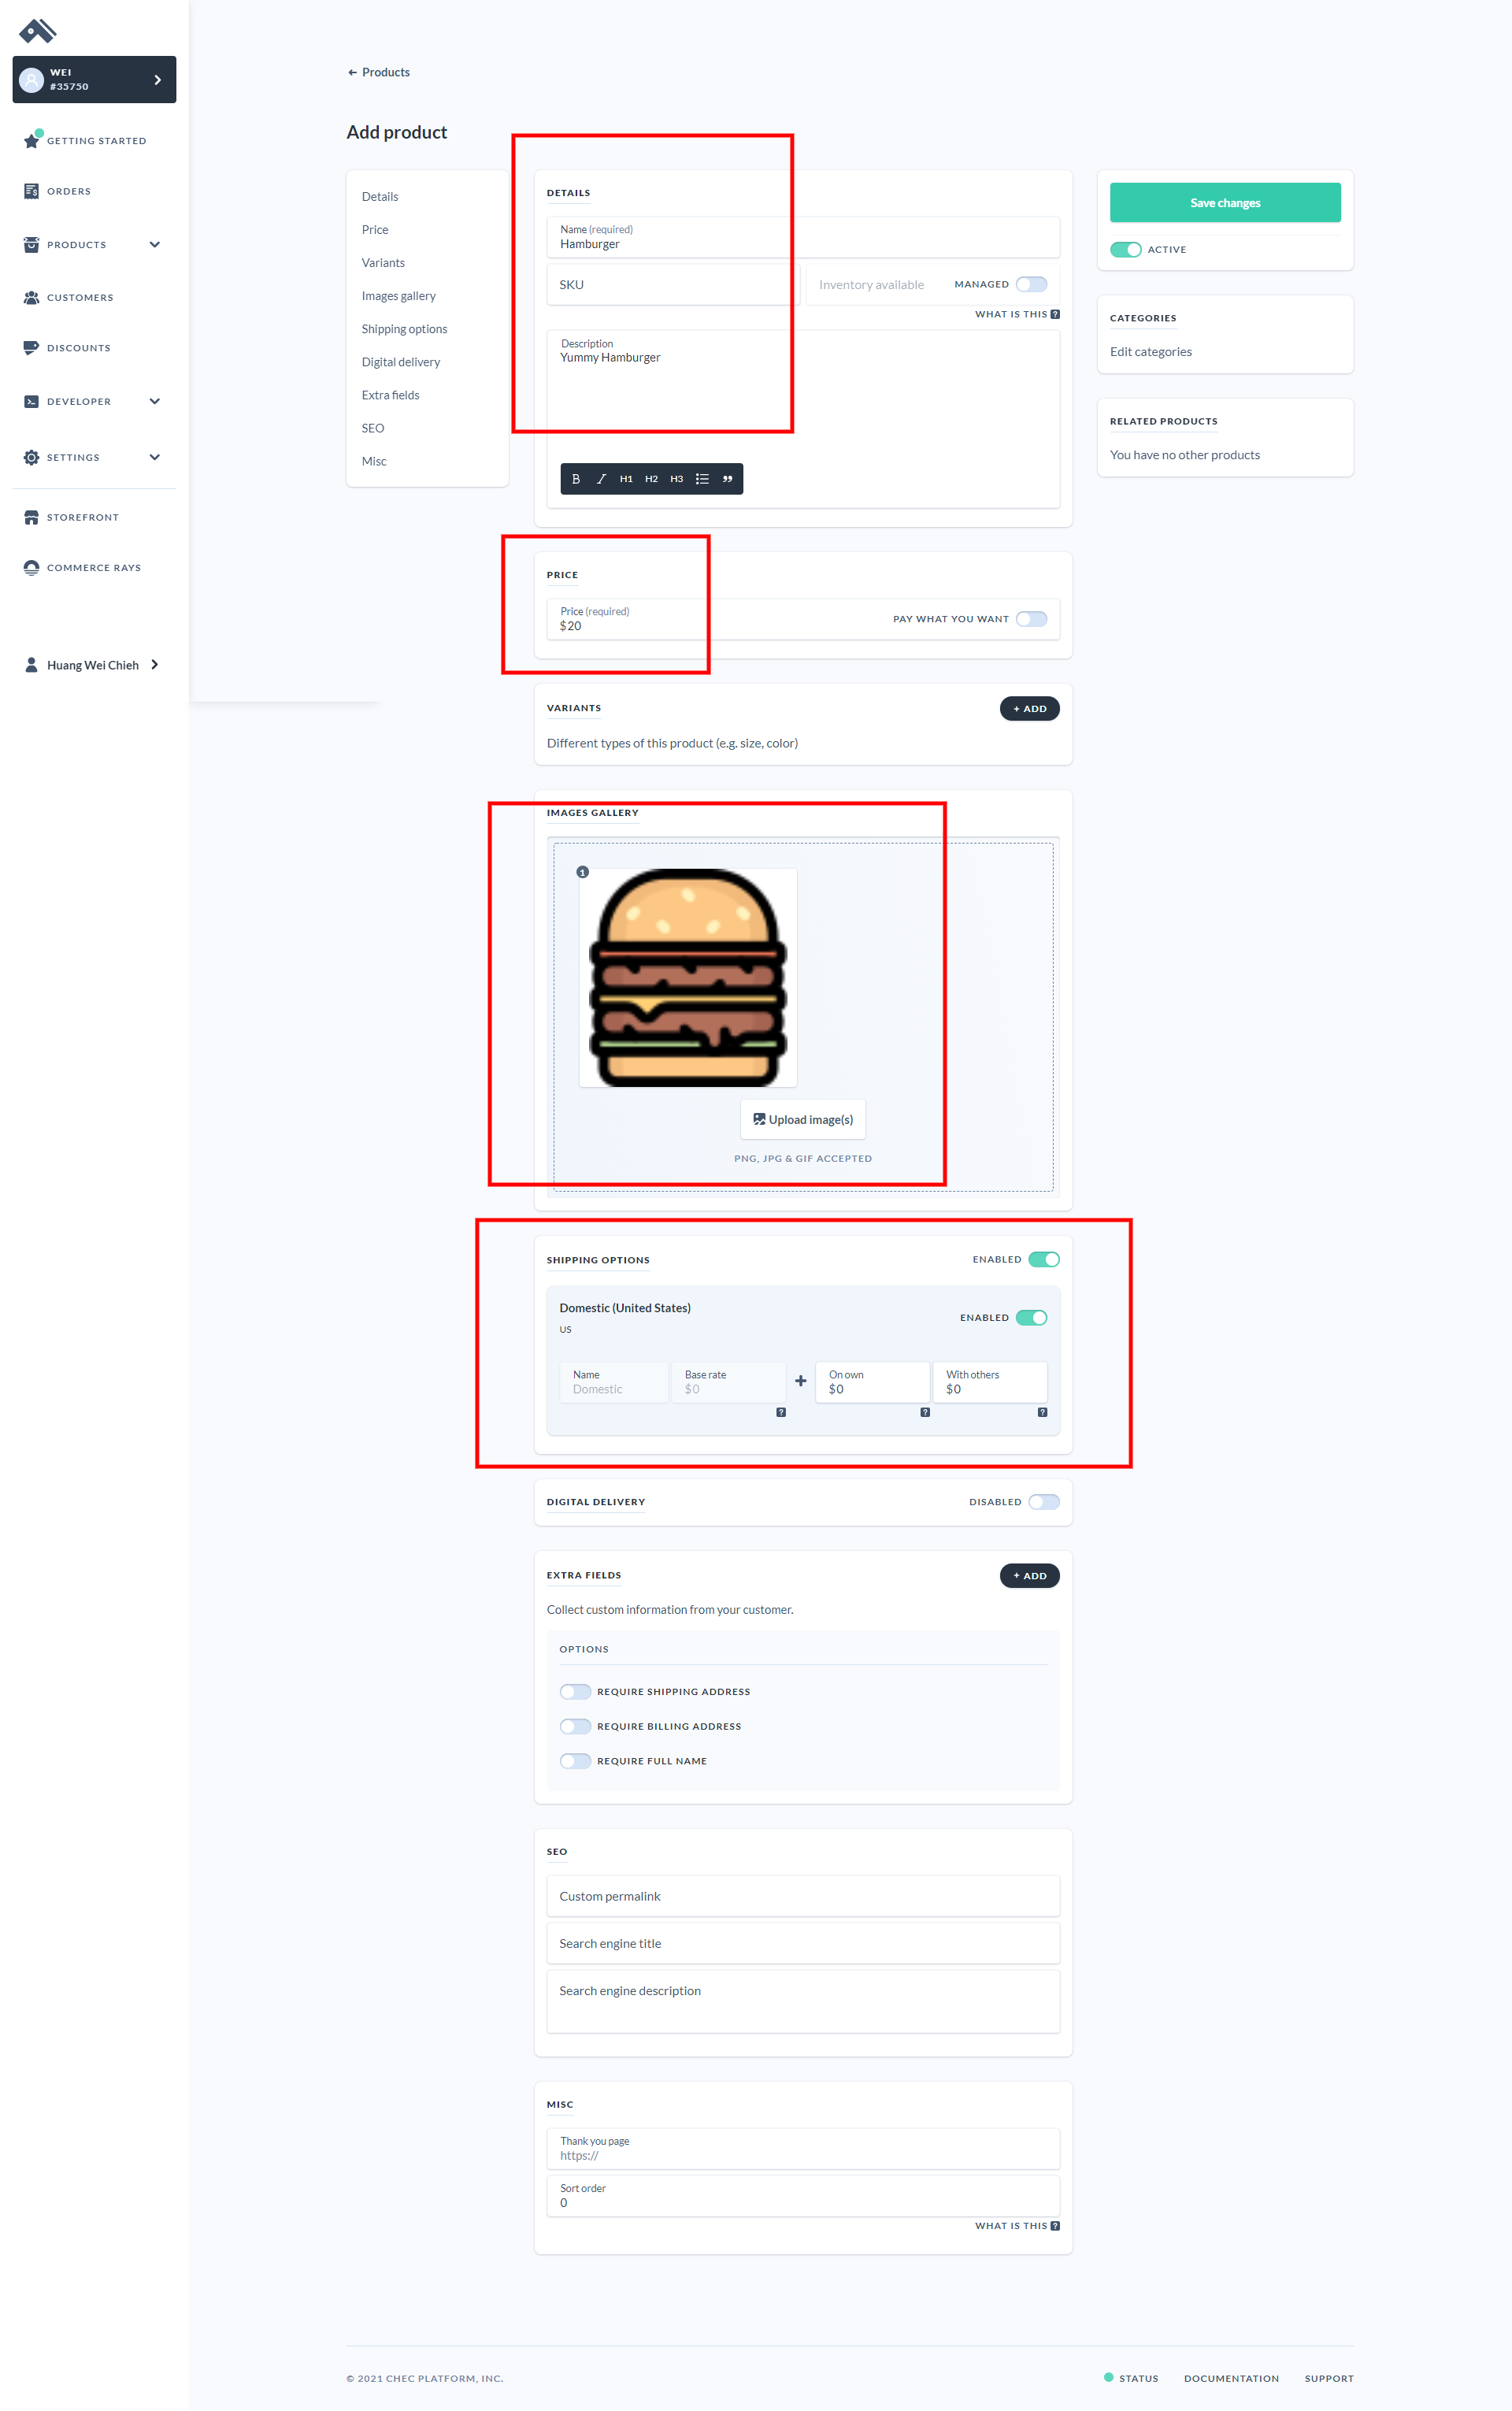 WEI
#35750
GETTING STARTED
ORDERS
PRODUCTS
CUSTOMERS
DISCOUNTS
DEVELOPER
SETTINGS
STOREFRONT
COMMERCE RAYS
Huang Wei Chieh
Products
Add product
Details
Price
Variants
Images gallery
Shipping options
Digital delivery
Extra fields
SEO
Misc
DETAILS
Name (required)
Hamburger
SKU
Inventory available MANAGED
WHAT IS THIS ?
Description
Yummy Hamburger
B I H1 H2 H3 ”
PRICE
Price (required)
$20
PAY WHAT YOU WANT
VARIANTS
+ ADD
Different types of this product (e.g. size, color)
IMAGES GALLERY
1
Upload image(s)
PNG, JPG & GIF ACCEPTED
SHIPPING OPTIONS
ENABLED
Domestic (United States)
US
ENABLED
Name
Domestic
Base rate
$0
?
+
On own
$0
?
With others
$0
?
DIGITAL DELIVERY
DISABLED
EXTRA FIELDS
+ ADD
Collect custom information from your customer.
OPTIONS
REQUIRE SHIPPING ADDRESS
REQUIRE BILLING ADDRESS
REQUIRE FULL NAME
SEO
Custom permalink
Search engine title
Search engine description
MISC
Thank you page
https://
Sort order
0
WHAT IS THIS ?
Save changes
ACTIVE
CATEGORIES
Edit categories
RELATED PRODUCTS
You have no other products
© 2021 CHEC PLATFORM, INC.
STATUS DOCUMENTATION SUPPORT